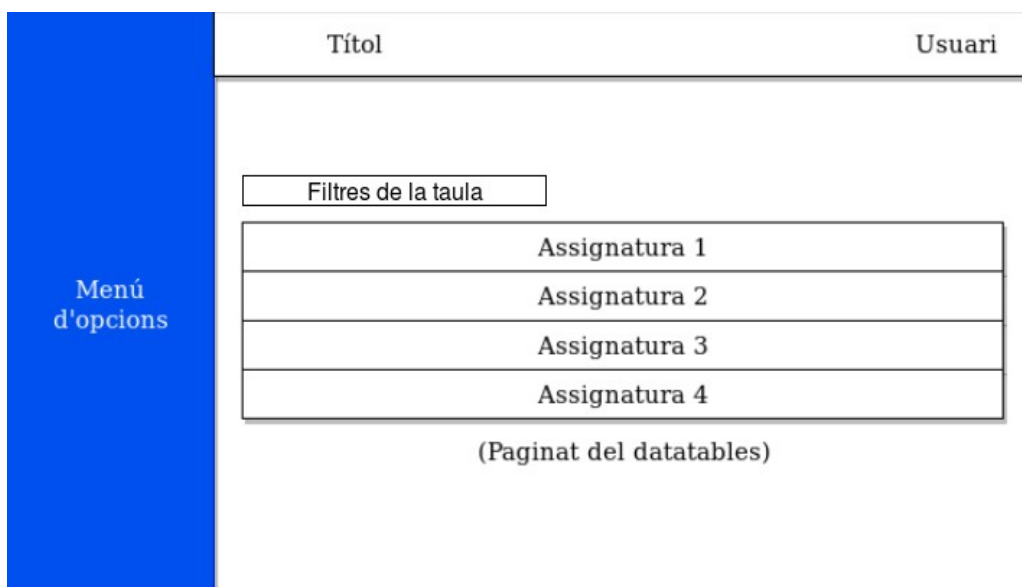 Títol
Usuari
Filtres de la taula
Assignatura 1
Assignatura 2
Assignatura 3
Assignatura 4
Menú
d'opcions
(Paginat del datatables)